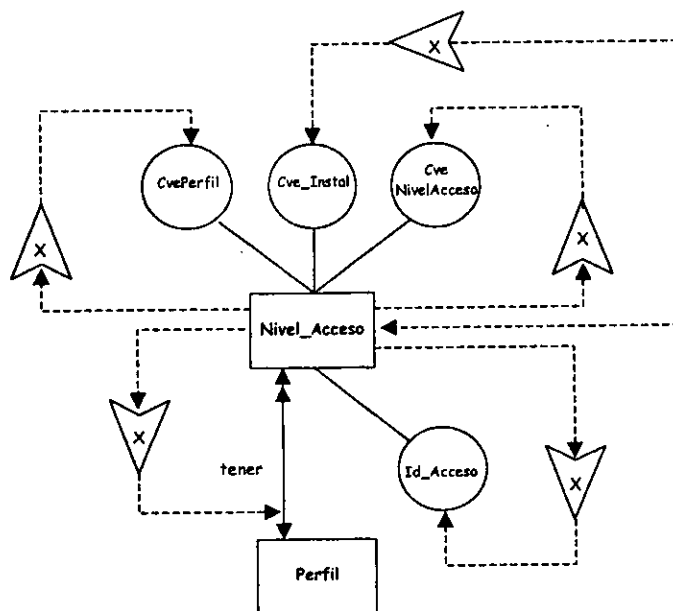 X
CvePerfil
Cve_Instal
Cve
NivelAcceso
X
X
Nivel_Acceso
X
tener
Id_Acceso
X
Perfil